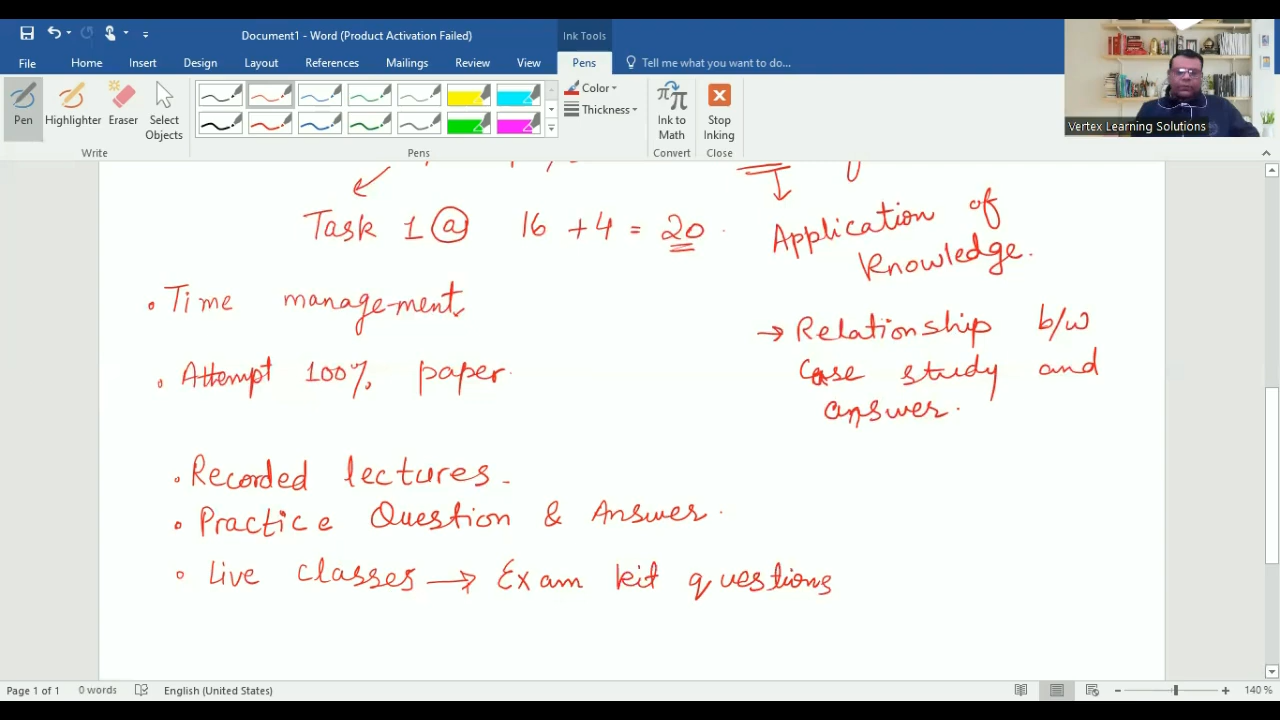 Document1 - Word (Product Activation Failed)
Ink Tools
File
Home
Insert
Design
Layout
References
Mailings
Review
View
Pens
Tell me what you want to do...
Pen
Highlighter
Eraser
Select
Objects
Color
Thickness
Ink to
Math
Stop
Inking
Write
Pens
Convert
Close
Vertex Learning Solutions
Task 1 @ 16 + 4 = 20
Application of
Knowledge.
• Time management.
→ Relationship b/w
Case study and
answer.
• Attempt 100% paper.
• Recorded lectures.
• Practice Question & Answer.
• Live Classes → Exam kit questions
Page 1 of 1
0 words
English (United States)
140 %